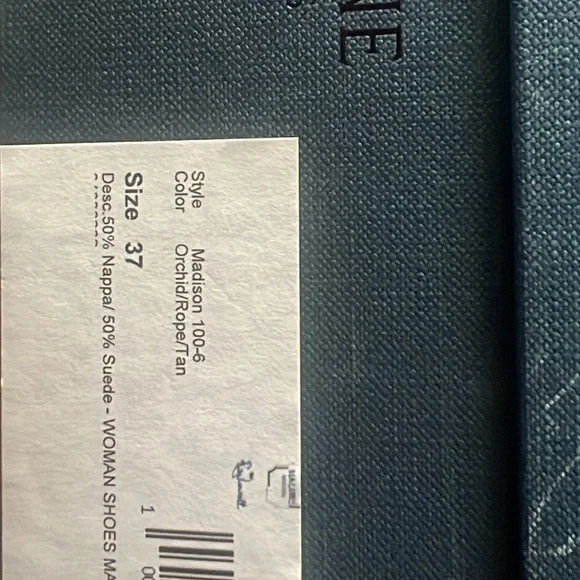 NE
Style Madison 100-6
Color Orchid/Rope/Tan
Size 37
Desc.50% Nappa/ 50% Suede - WOMAN SHOES MA
1 00